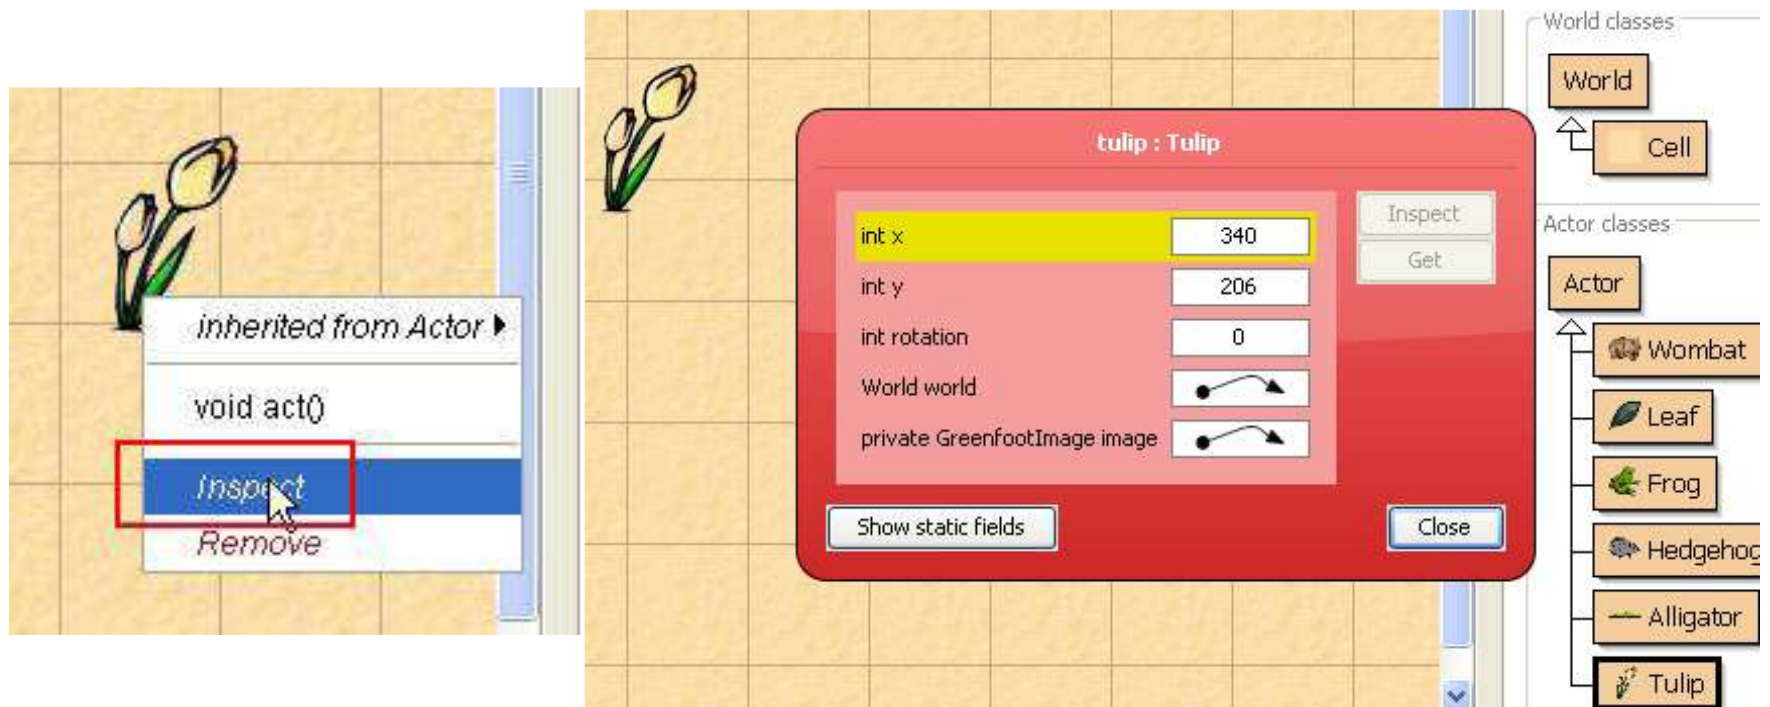 inherited from Actor
void act()
Inspect
Remove
tulip : Tulip
int x 340
int y 206
int rotation 0
World world
private GreenfootImage image
Inspect
Get
Show static fields
Close
World classes
World
Cell
Actor classes
Actor
Wombat
Leaf
Frog
Hedgehog
Alligator
Tulip